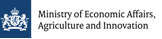 Ministry of Economic Affairs,
Agriculture and Innovation